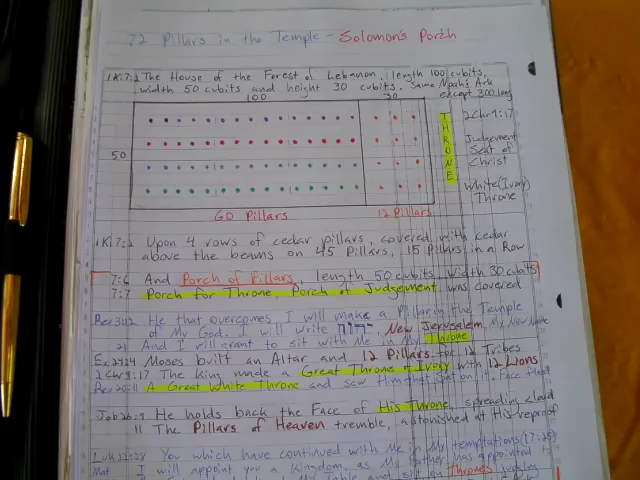 72 Pillars in the Temple - Solomon's Porch
1K7:2 The House of the Forest of Lebanon, length 100 cubits,
width 50 cubits and height 30 cubits. Same Noah's Ark
except 300 long
100
30
50
THRONE
2Chr9:17
Judgement
Seat of
Christ
White(Ivory)
Throne
60 Pillars
12 Pillars
1K7:2 Upon 4 rows of cedar pillars, covered with cedar
above the beams on 45 Pillars, 15 Pillars in a Row
7:6 And Porch of Pillars, length 50 cubits, width 30 cubits
7:7 Porch for Throne, Porch of Judgement was covered
Rev3:12 He that overcomes I will make a Pillar in the Temple
of My God. I will write יהוה, New Jerusalem, My New Name
21 And I will grant to sit with Me in My Throne
Ex24:4 Moses built an Altar and 12 Pillars for 12 Tribes
2Chr9:17 The King made a Great Throne of Ivory with 12 Lions
Rev20:11 A Great White Throne and saw Him that sat on it. Face fled
Job26:9 He holds back the Face of His Throne, spreading cloud
11 The Pillars of Heaven tremble, astonished at His reproof
Luk22:28 You which have continued with Me in My temptations
Mat I will appoint you a Kingdom, as My Father has appointed
Thrones judging